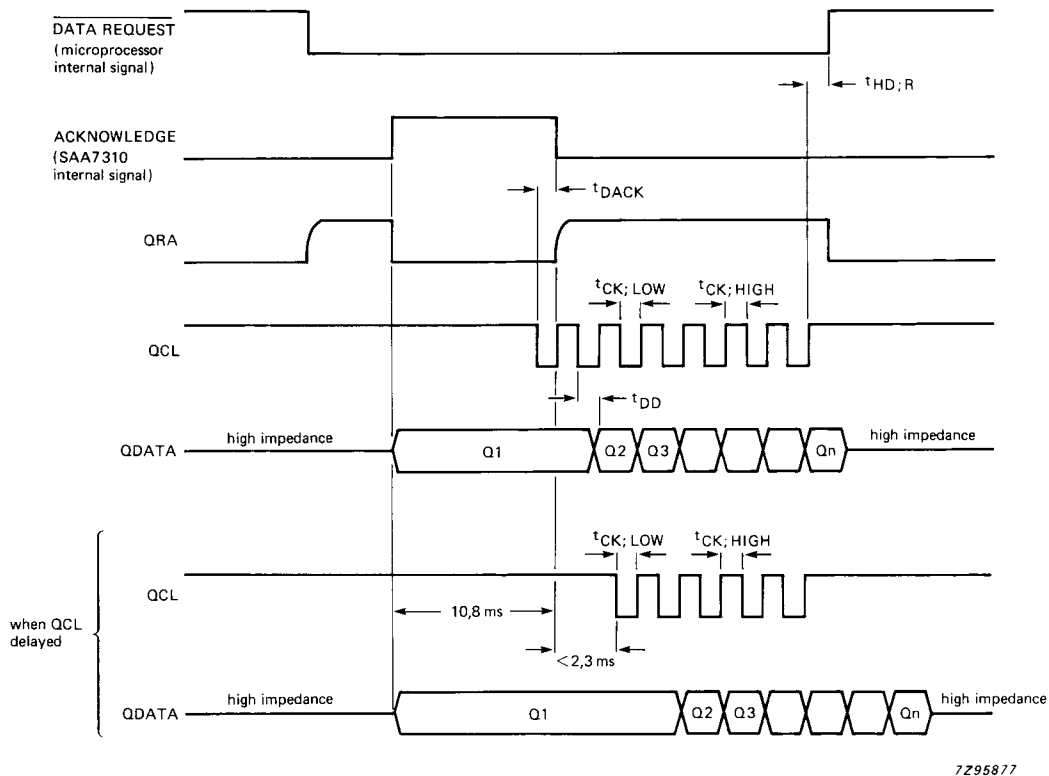 DATA REQUEST
(microprocessor
internal signal)
tHD;R
ACKNOWLEDGE
(SAA7310
internal signal)
tDACK
QRA
tCK;LOW
tCK;HIGH
QCL
tDD
QDATA
high impedance
Q1
Q2
Q3
Qn
high impedance
when QCL
delayed
tCK;LOW
tCK;HIGH
QCL
10,8 ms
<2,3 ms
QDATA
high impedance
Q1
Q2
Q3
Qn
high impedance
7Z95877